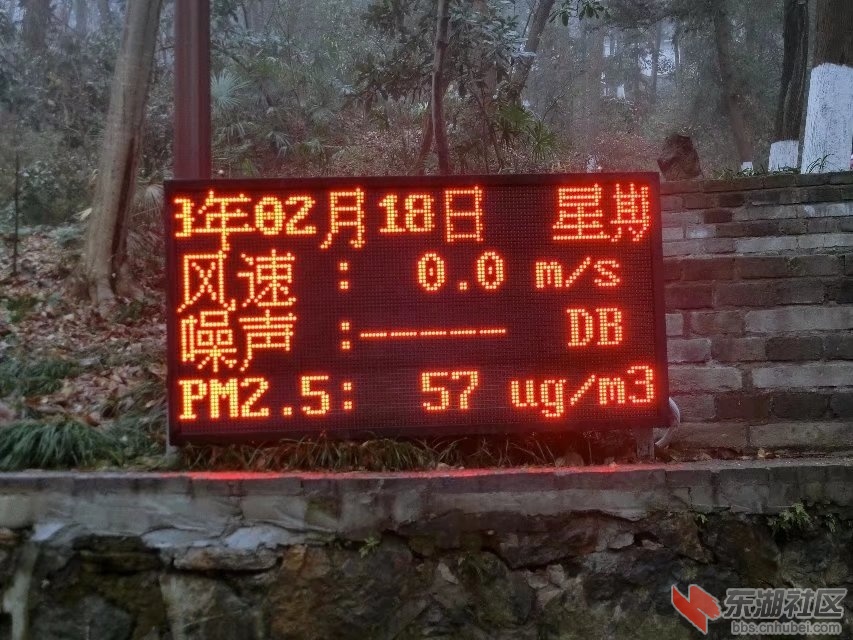 3年02月18日 星期
风速 : 0.0 m/s
噪声 :----- DB
PM2.5: 57 ug/m3
东湖社区
bbs.cnhubei.com